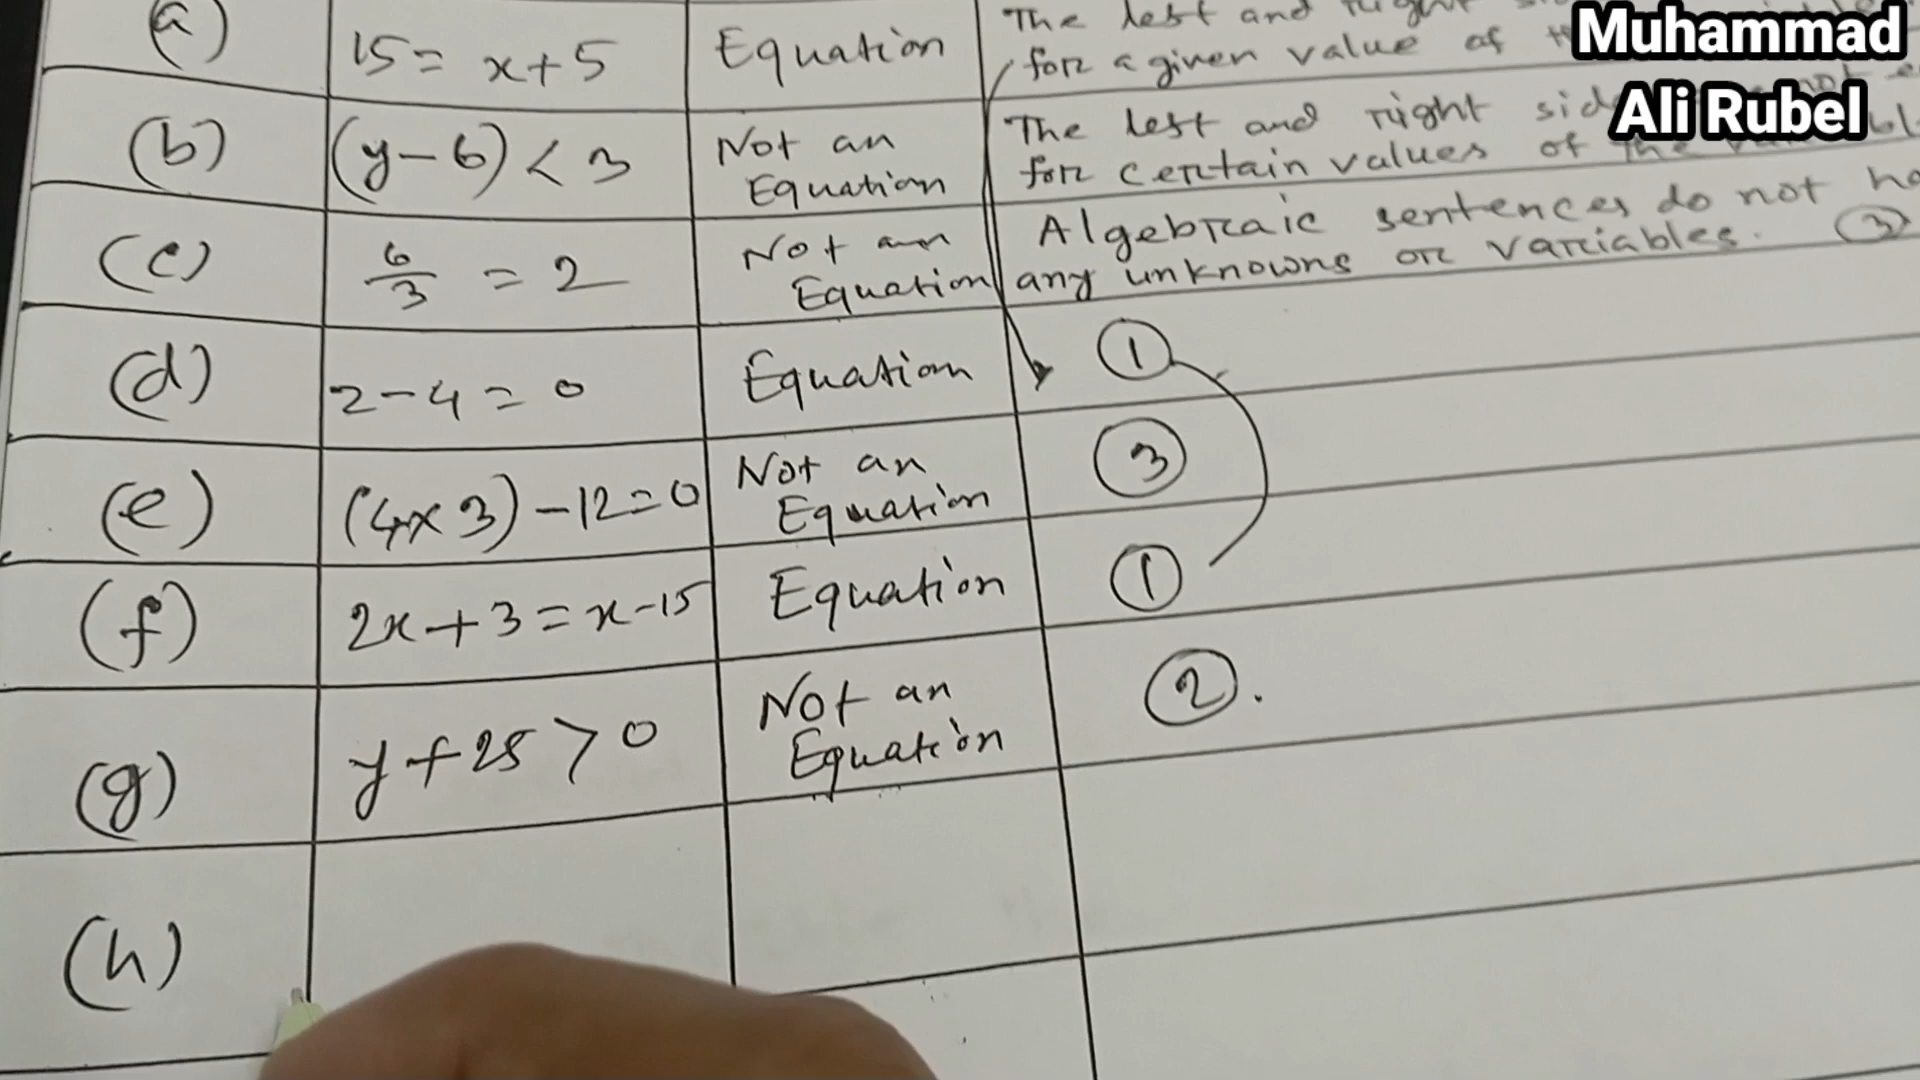 (a) 15 = x+5 Equation The left and right
for a given value of
(b) (y-6) < 3 Not an Equation The left and right
for certain values of the
(c) 6/3 = 2 Not an Equation Algebraic sentences do not
any unknowns or variables. ③
(d) 2-4=0 Equation ①
(e) (4×3)-12=0 Not an Equation ③
(f) 2x+3=x-15 Equation ①
(g) y+25>0 Not an Equation ②.
(h)
Muhammad
Ali Rubel